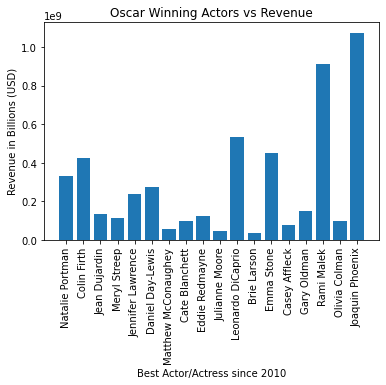 Oscar Winning Actors vs Revenue
1e9
Revenue in Billions (USD)
1.0
0.8
0.6
0.4
0.2
0.0
Natalie Portman
Colin Firth
Jean Dujardin
Meryl Streep
Jennifer Lawrence
Daniel Day-Lewis
Matthew McConaughey
Cate Blanchett
Eddie Redmayne
Julianne Moore
Leonardo DiCaprio
Brie Larson
Emma Stone
Casey Affleck
Gary Oldman
Rami Malek
Olivia Colman
Joaquin Phoenix
Best Actor/Actress since 2010